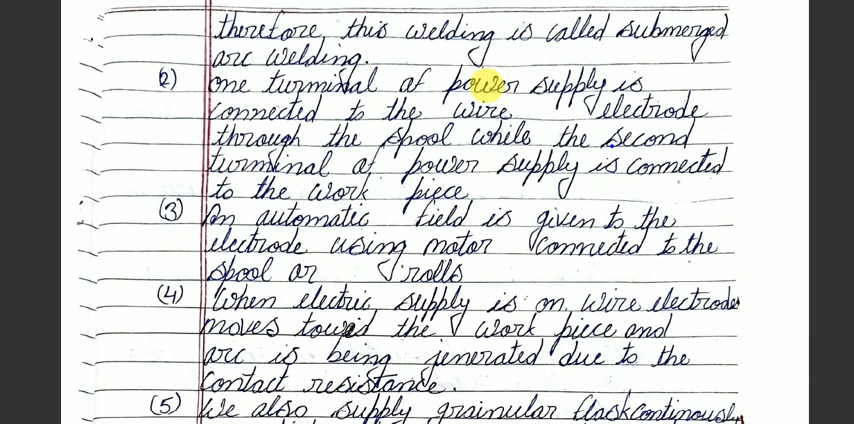 therefore, this welding is called submerged
arc welding.
(2) one turminal of power supply is
connected to the wire electrode
through the spool while the second
turminal of power supply is connected
to the work piece
(3) An automatic field is given to the
electrode using motor connected to the
spool or rolls
(4) When electric supply is on, wire electrode
moves toward the work piece and
arc is being generated due to the
contact resistance.
(5) We also supply grainular flask continously